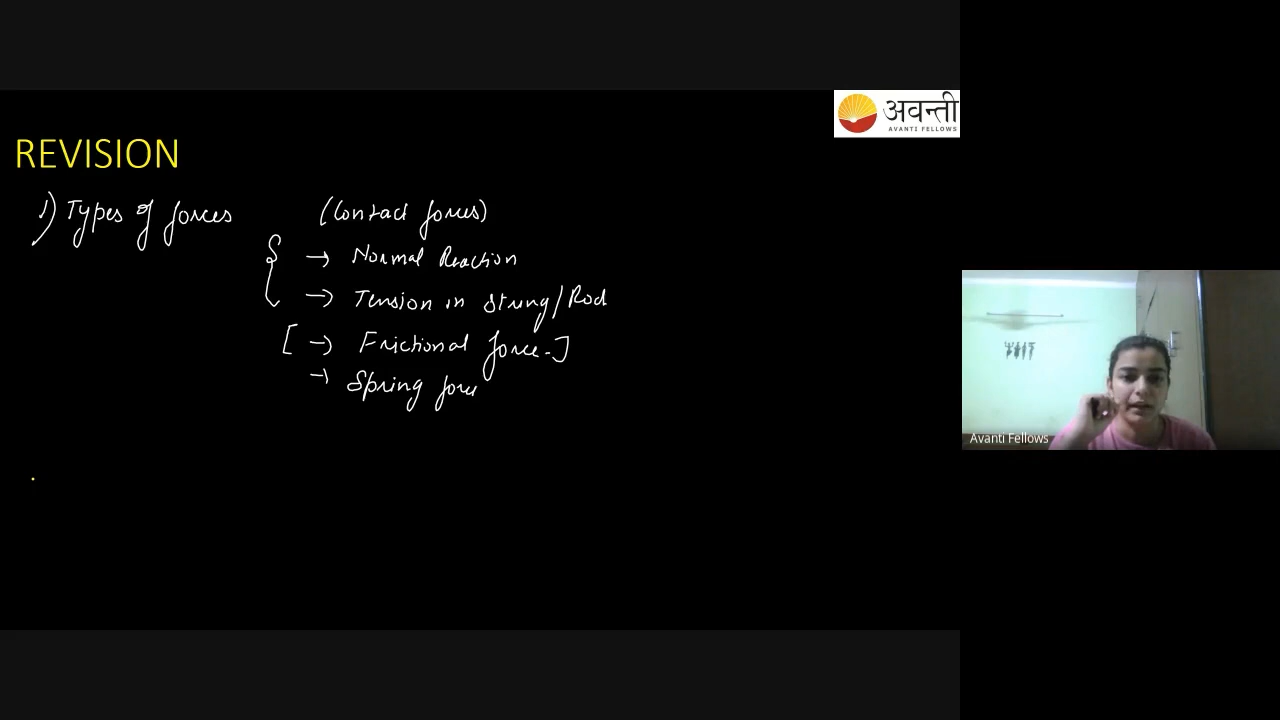 अवन्ती
AVANTI FELLOWS
REVISION
1) Types of forces (Contact forces)
→ Normal Reaction
→ Tension in string/Rod
[ → Frictional force. ]
→ Spring force
Avanti Fellows